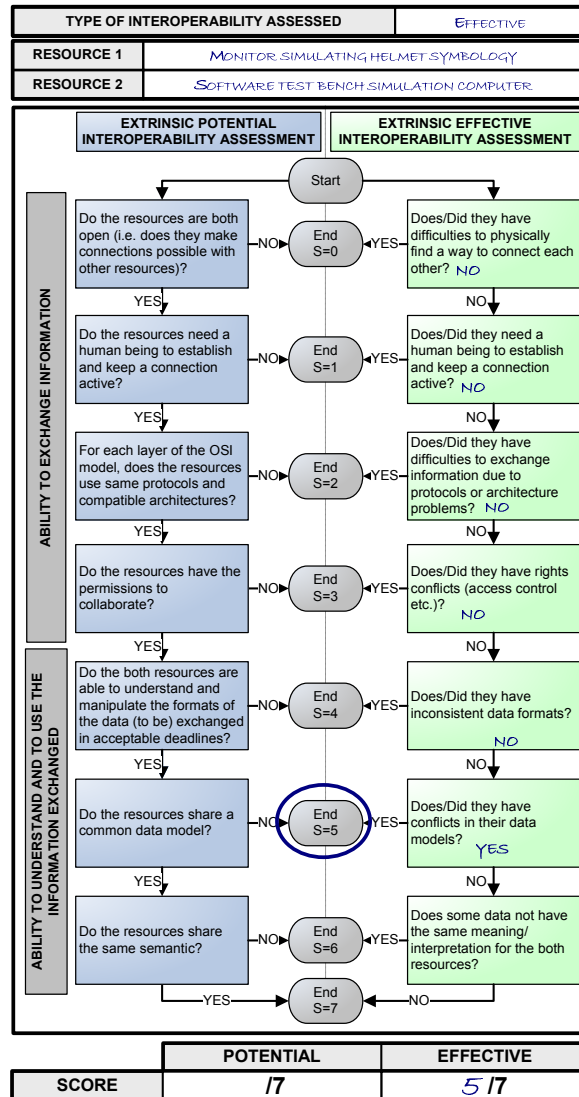 TYPE OF INTEROPERABILITY ASSESSED EFFECTIVE
RESOURCE 1 MONITOR SIMULATING HELMET SYMBOLOGY
RESOURCE 2 SOFTWARE TEST BENCH SIMULATION COMPUTER
EXTRINSIC POTENTIAL
INTEROPERABILITY ASSESSMENT
EXTRINSIC EFFECTIVE
INTEROPERABILITY ASSESSMENT
Start
ABILITY TO EXCHANGE INFORMATION
Do the resources are both
open (i.e. does they make
connections possible with
other resources)?
NO
End
S=0
YES
Does/Did they have
difficulties to physically
find a way to connect each
other? NO
YES
NO
Do the resources need a
human being to establish
and keep a connection
active?
NO
End
S=1
YES
Does/Did they need a
human being to establish
and keep a connection
active? NO
YES
NO
For each layer of the OSI
model, does the resources
use same protocols and
compatible architectures?
NO
End
S=2
YES
Does/Did they have
difficulties to exchange
information due to
protocols or architecture
problems? NO
YES
NO
Do the resources have the
permissions to
collaborate?
NO
End
S=3
YES
Does/Did they have rights
conflicts (access control
etc.)?
NO
YES
NO
ABILITY TO UNDERSTAND AND TO USE THE
INFORMATION EXCHANGED
Do the both resources are
able to understand and
manipulate the formats of
the data (to be) exchanged
in acceptable deadlines?
NO
End
S=4
YES
Does/Did they have
inconsistent data formats?
NO
YES
NO
Do the resources share a
common data model?
NO
End
S=5
YES
Does/Did they have
conflicts in their data
models? YES
YES
NO
Do the resources share
the same semantic?
NO
End
S=6
YES
Does some data not have
the same meaning/
interpretation for the both
resources?
YES
End
S=7
NO
POTENTIAL EFFECTIVE
SCORE /7 5 /7